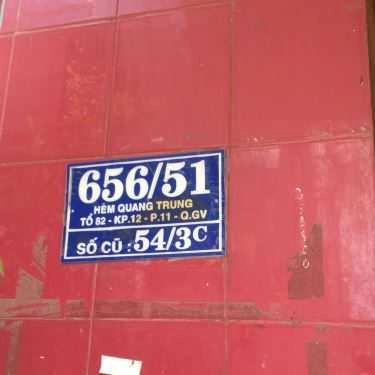 656/51
HẺM QUANG TRUNG
TỔ 82 - KP.12 - P.11 - Q.GV
SỐ CŨ : 54/3C